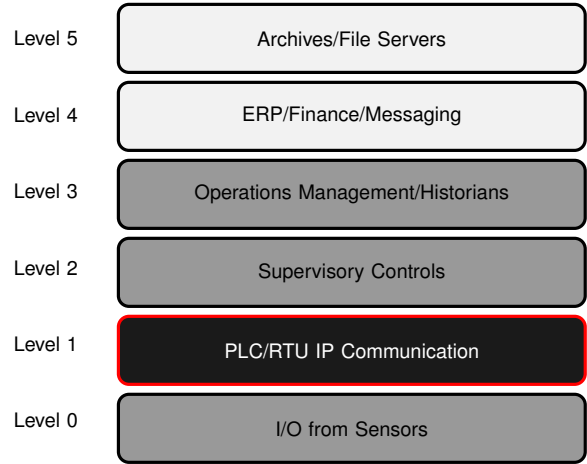 Level 5 Archives/File Servers
Level 4 ERP/Finance/Messaging
Level 3 Operations Management/Historians
Level 2 Supervisory Controls
Level 1 PLC/RTU IP Communication
Level 0 I/O from Sensors